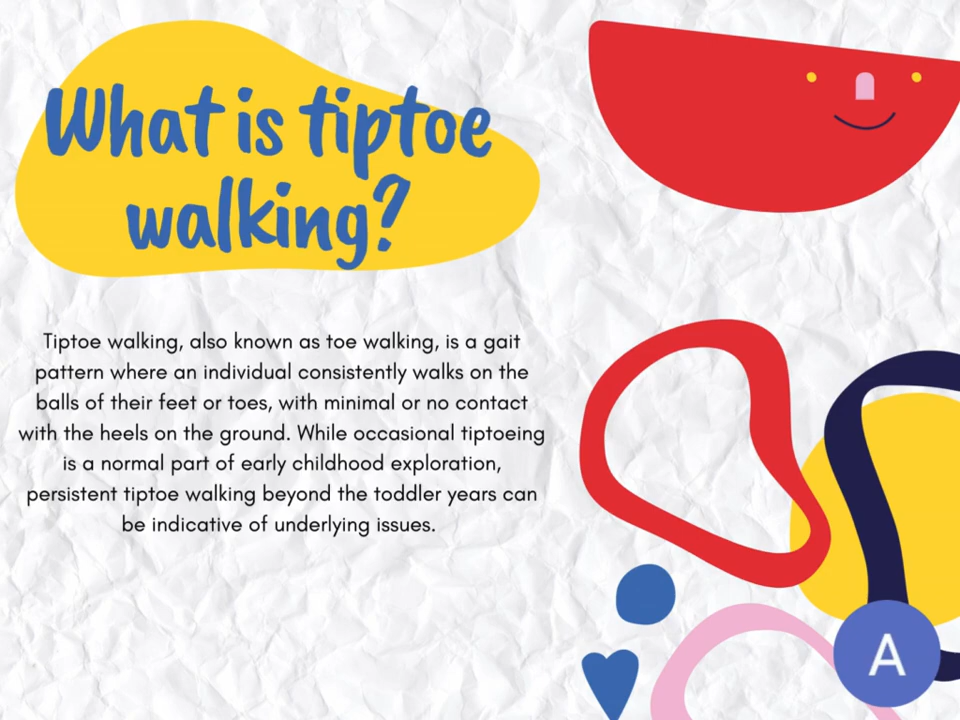 What is tiptoe
walking?
Tiptoe walking, also known as toe walking, is a gait
pattern where an individual consistently walks on the
balls of their feet or toes, with minimal or no contact
with the heels on the ground. While occasional tiptoeing
is a normal part of early childhood exploration,
persistent tiptoe walking beyond the toddler years can
be indicative of underlying issues.
A